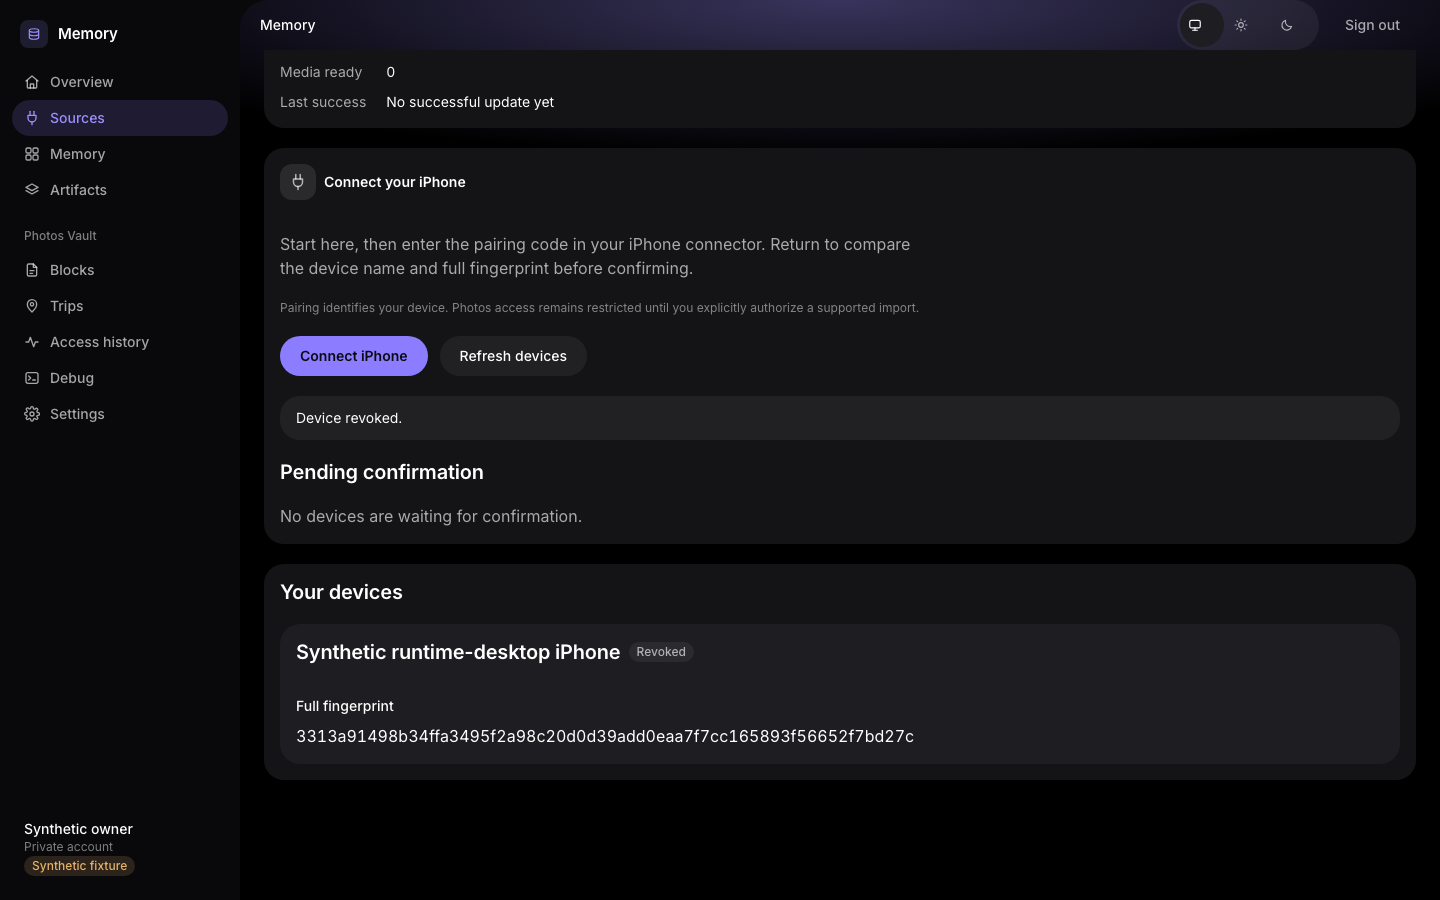 Memory
Overview
Sources
Memory
Artifacts
Photos Vault
Blocks
Trips
Access history
Debug
Settings
Synthetic owner
Private account
Synthetic fixture
Memory
Sign out
Media ready 0
Last success No successful update yet
Connect your iPhone
Start here, then enter the pairing code in your iPhone connector. Return to compare
the device name and full fingerprint before confirming.
Pairing identifies your device. Photos access remains restricted until you explicitly authorize a supported import.
Connect iPhone Refresh devices
Device revoked.
Pending confirmation
No devices are waiting for confirmation.
Your devices
Synthetic runtime-desktop iPhone Revoked
Full fingerprint
3313a91498b34ffa3495f2a98c20d0d39add0eaa7f7cc165893f56652f7bd27c